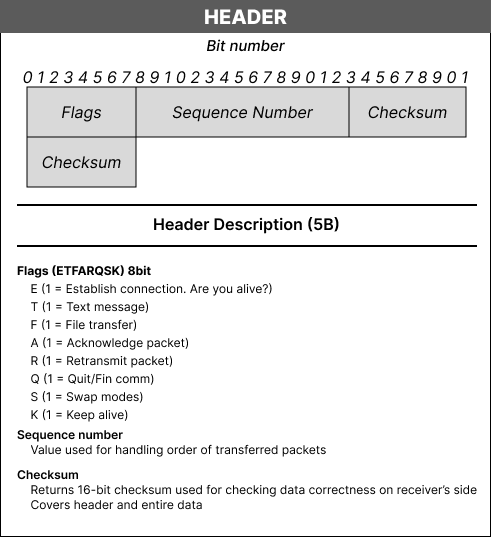 HEADER
Bit number
0 1 2 3 4 5 6 7 8 9 1 0 2 3 4 5 6 7 8 9 0 1 2 3 4 5 6 7 8 9 0 1
Flags Sequence Number Checksum
Checksum
Header Description (5B)
Flags (ETFARQSK) 8bit
E (1 = Establish connection. Are you alive?)
T (1 = Text message)
F (1 = File transfer)
A (1 = Acknowledge packet)
R (1 = Retransmit packet)
Q (1 = Quit/Fin comm)
S (1 = Swap modes)
K (1 = Keep alive)
Sequence number
Value used for handling order of transferred packets
Checksum
Returns 16-bit checksum used for checking data correctness on receiver’s side
Covers header and entire data